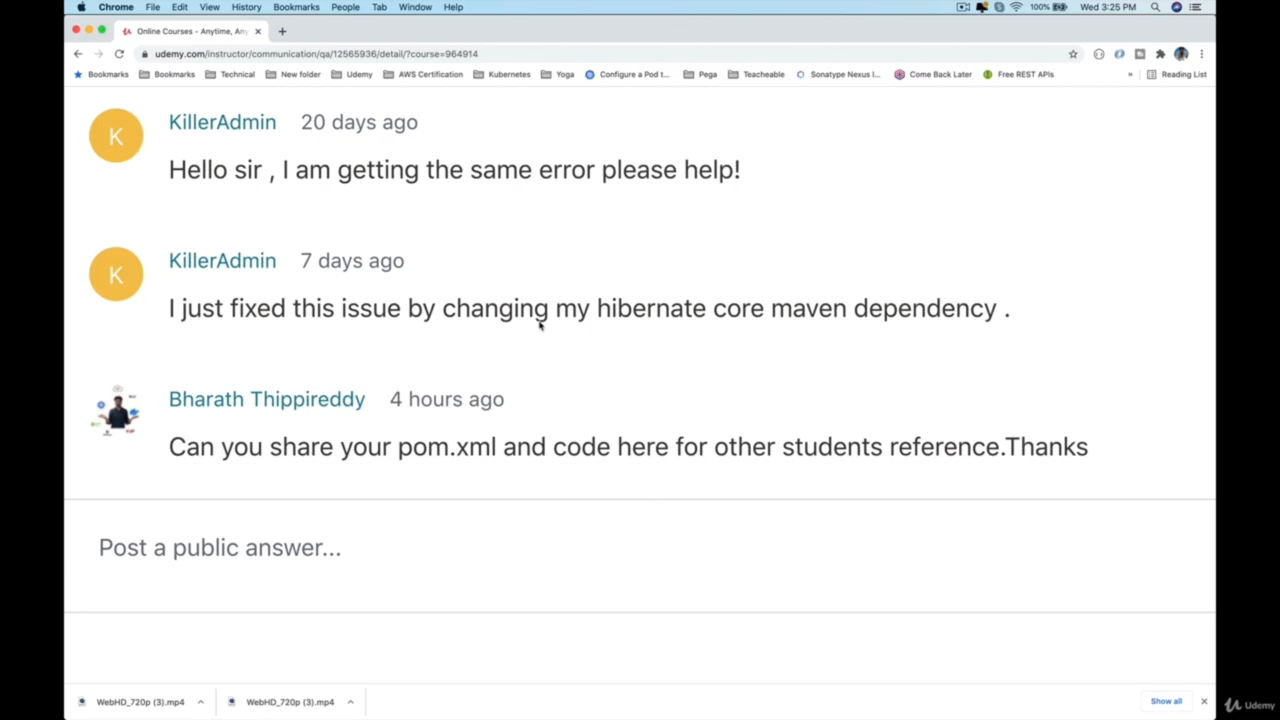 Chrome File Edit View History Bookmarks People Tab Window Help 100% Wed 3:25 PM
Online Courses - Anytime, Any
udemy.com/instructor/communication/qa/12565936/detail/?course=964914
Bookmarks Bookmarks Technical New folder Udemy AWS Certification Kubernetes Yoga Configure a Pod t... Pega Teacheable Sonatype Nexus I... Come Back Later Free REST APIs » Reading List
K KillerAdmin 20 days ago
Hello sir , I am getting the same error please help!
K KillerAdmin 7 days ago
I just fixed this issue by changing my hibernate core maven dependency .
Bharath Thippireddy 4 hours ago
Can you share your pom.xml and code here for other students reference.Thanks
Post a public answer...
WebHD_720p (3).mp4 WebHD_720p (3).mp4 Show all
Udemy